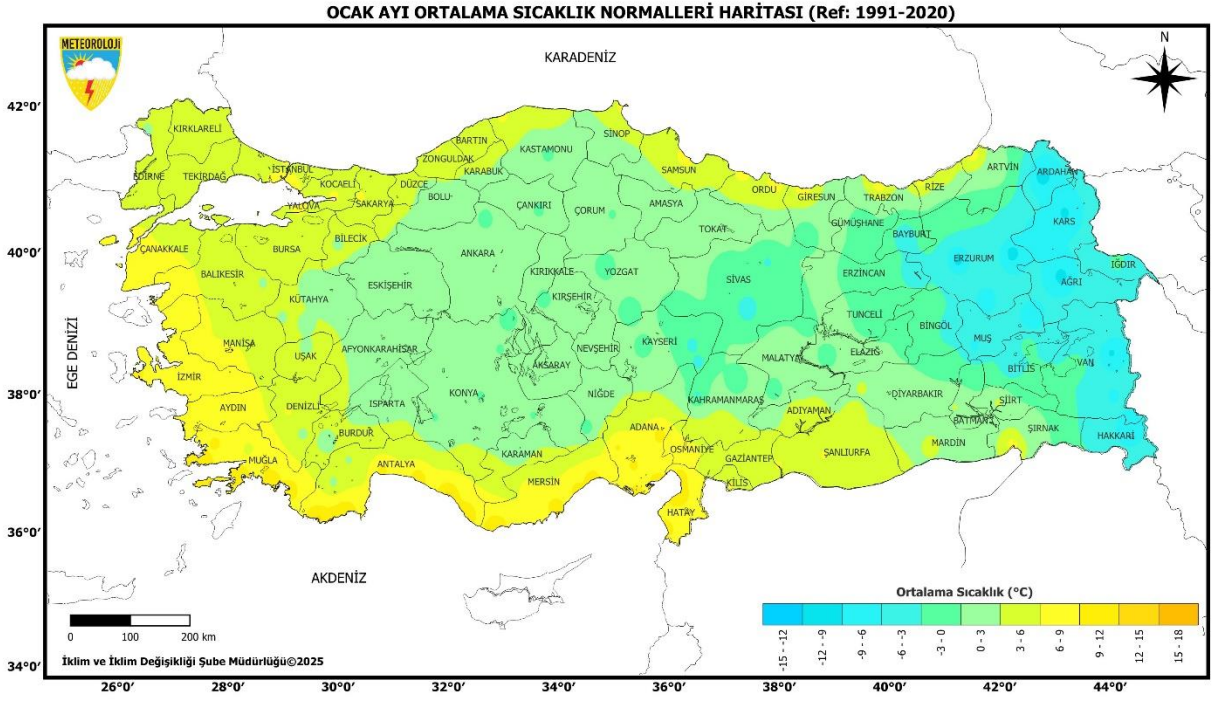 OCAK AYI ORTALAMA SICAKLIK NORMALLERİ HARİTASI (Ref: 1991-2020)
METEOROLOJİ
KARADENİZ
N
42°0'
40°0'
38°0'
36°0'
34°0'
EGE DENİZİ
AKDENİZ
KIRKLARELİ
EDİRNE
TEKİRDAĞ
İSTANBUL
KOCAELİ
YALOVA
SAKARYA
DÜZCE
BOLU
ZONGULDAK
BARTIN
KARABUK
KASTAMONU
SİNOP
SAMSUN
ORDU
GİRESUN
TRABZON
RİZE
ARTVİN
ARDAHAN
KARS
IĞDIR
AĞRI
ERZURUM
BAYBURT
GÜMÜŞHANE
ERZİNCAN
TOKAT
AMASYA
ÇORUM
ÇANKIRI
ANKARA
KIRIKKALE
YOZGAT
SİVAS
KIRŞEHİR
ESKİŞEHİR
BİLECİK
BURSA
ÇANAKKALE
BALIKESİR
KÜTAHYA
MANİSA
UŞAK
AFYONKARAHİSAR
İZMİR
AYDIN
DENİZLİ
ISPARTA
BURDUR
MUĞLA
ANTALYA
KONYA
AKSARAY
NEVŞEHİR
NİĞDE
KAYSERİ
KARAMAN
MERSİN
ADANA
OSMANİYE
HATAY
KAHRAMANMARAŞ
GAZİANTEP
KİLİS
ADIYAMAN
ŞANLIURFA
MALATYA
ELAZIĞ
TUNCELİ
BİNGÖL
MUŞ
BİTLİS
VAN
DİYARBAKIR
BATMAN
SİİRT
MARDİN
ŞIRNAK
HAKKARİ
Ortalama Sıcaklık (°C)
-15 - -12
-12 - -9
-9 - -6
-6 - -3
-3 - 0
0 - 3
3 - 6
6 - 9
9 - 12
12 - 15
15 - 18
0 100 200 km
İklim ve İklim Değişikliği Şube Müdürlüğü©2025
26°0' 28°0' 30°0' 32°0' 34°0' 36°0' 38°0' 40°0' 42°0' 44°0'